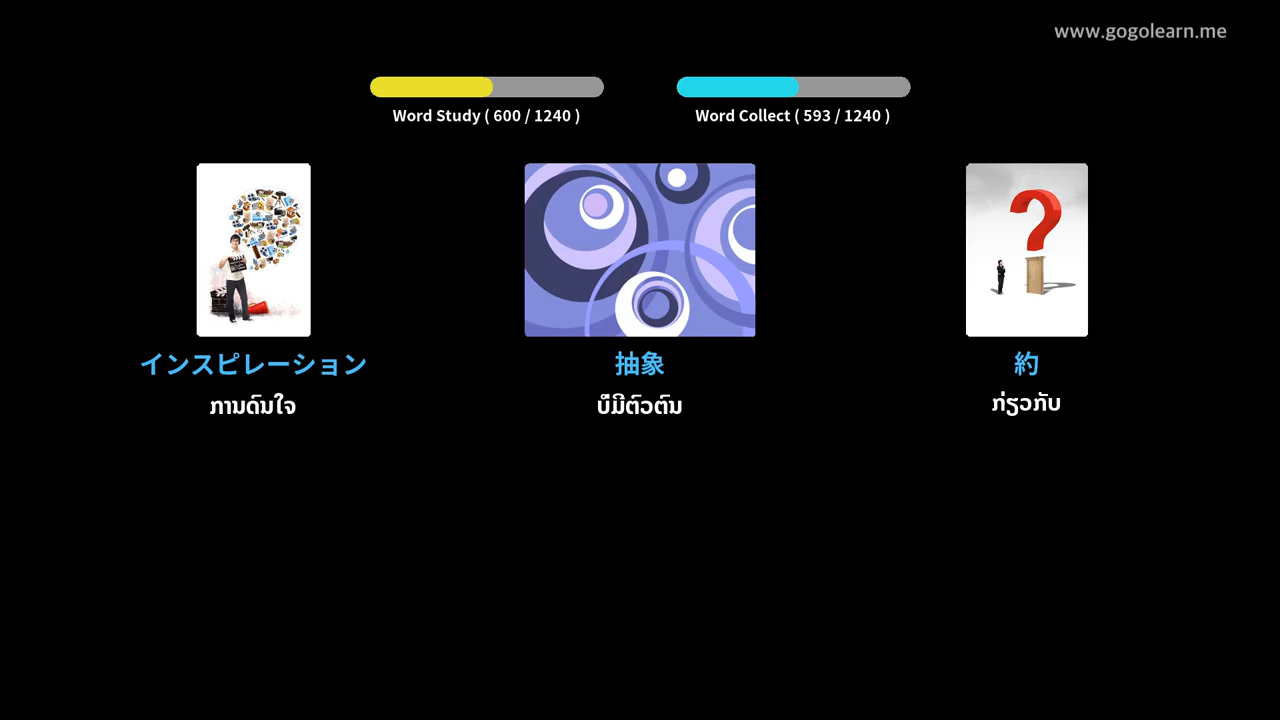 www.gogolearn.me
Word Study ( 600 / 1240 )
Word Collect ( 593 / 1240 )
インスピレーション
抽象
約
ການດົນໃຈ
ບໍ່ມີຕົວຕົນ
ກ່ຽວກັບ